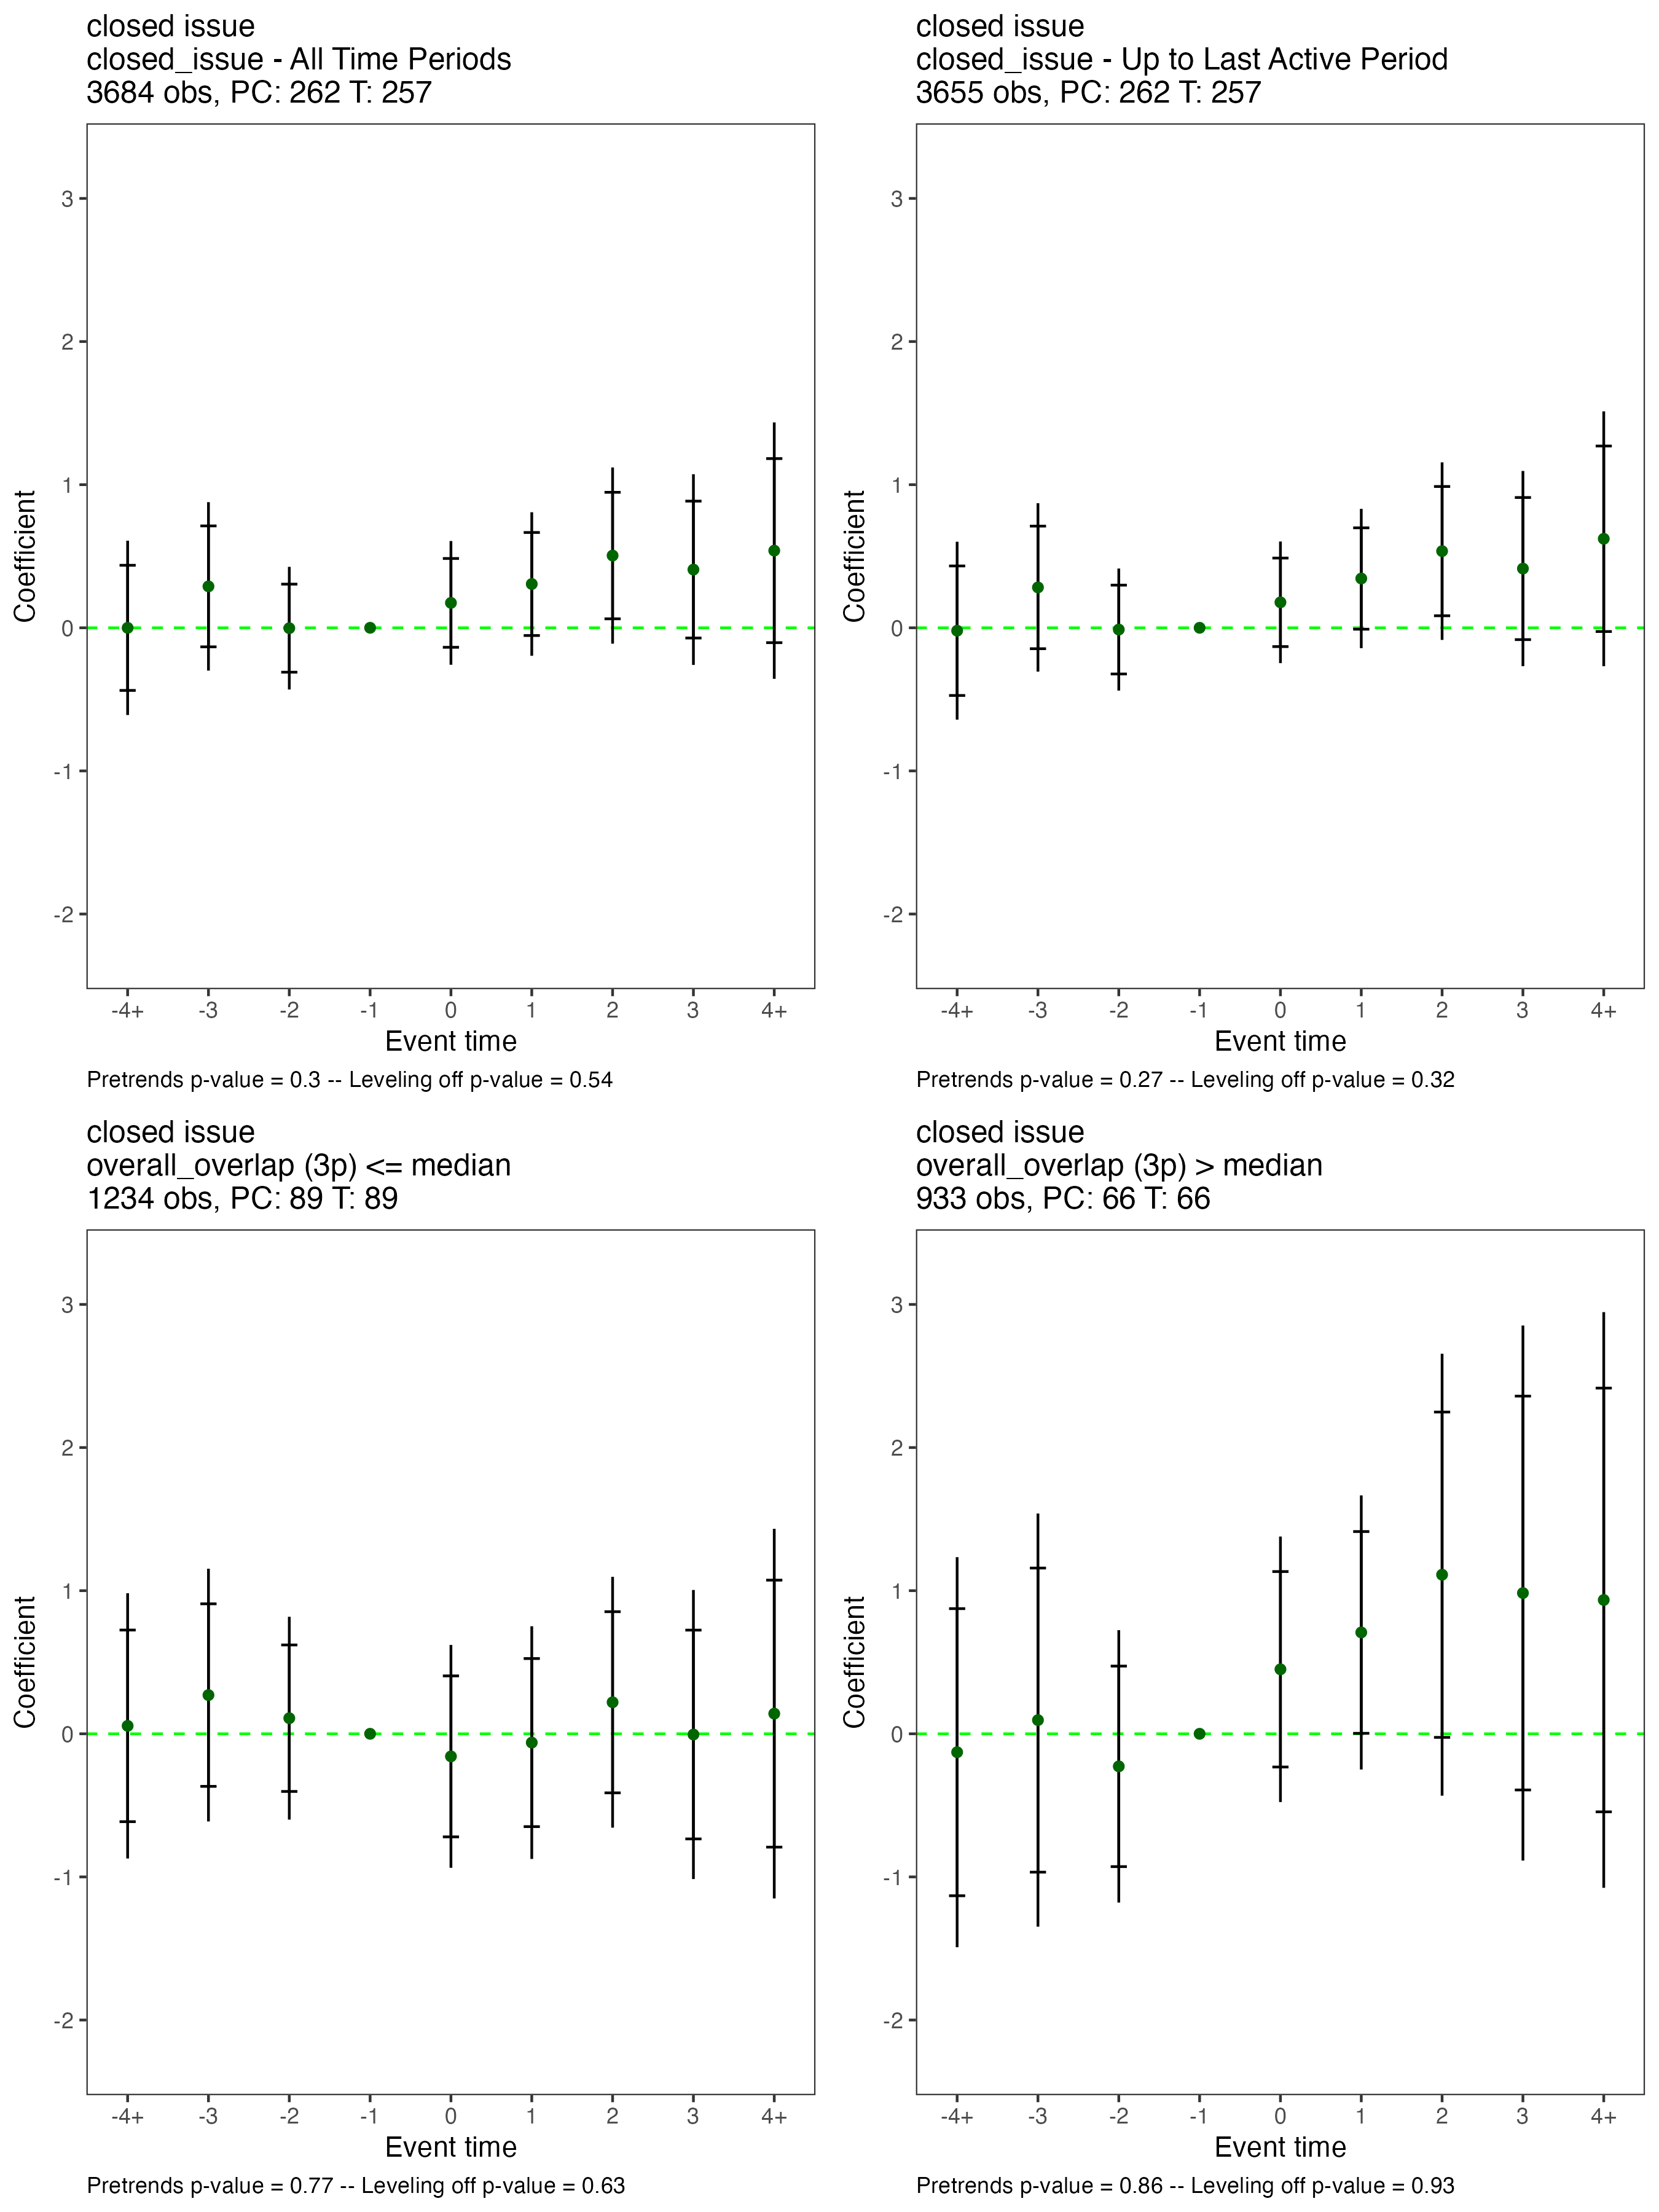 closed issue
closed_issue - All Time Periods
3684 obs, PC: 262 T: 257
3
2
1
0
-1
-2
Coefficient
-4+ -3 -2 -1 0 1 2 3 4+
Event time
Pretrends p-value = 0.3 -- Leveling off p-value = 0.54
closed issue
closed_issue - Up to Last Active Period
3655 obs, PC: 262 T: 257
3
2
1
0
-1
-2
Coefficient
-4+ -3 -2 -1 0 1 2 3 4+
Event time
Pretrends p-value = 0.27 -- Leveling off p-value = 0.32
closed issue
overall_overlap (3p) <= median
1234 obs, PC: 89 T: 89
3
2
1
0
-1
-2
Coefficient
-4+ -3 -2 -1 0 1 2 3 4+
Event time
Pretrends p-value = 0.77 -- Leveling off p-value = 0.63
closed issue
overall_overlap (3p) > median
933 obs, PC: 66 T: 66
3
2
1
0
-1
-2
Coefficient
-4+ -3 -2 -1 0 1 2 3 4+
Event time
Pretrends p-value = 0.86 -- Leveling off p-value = 0.93